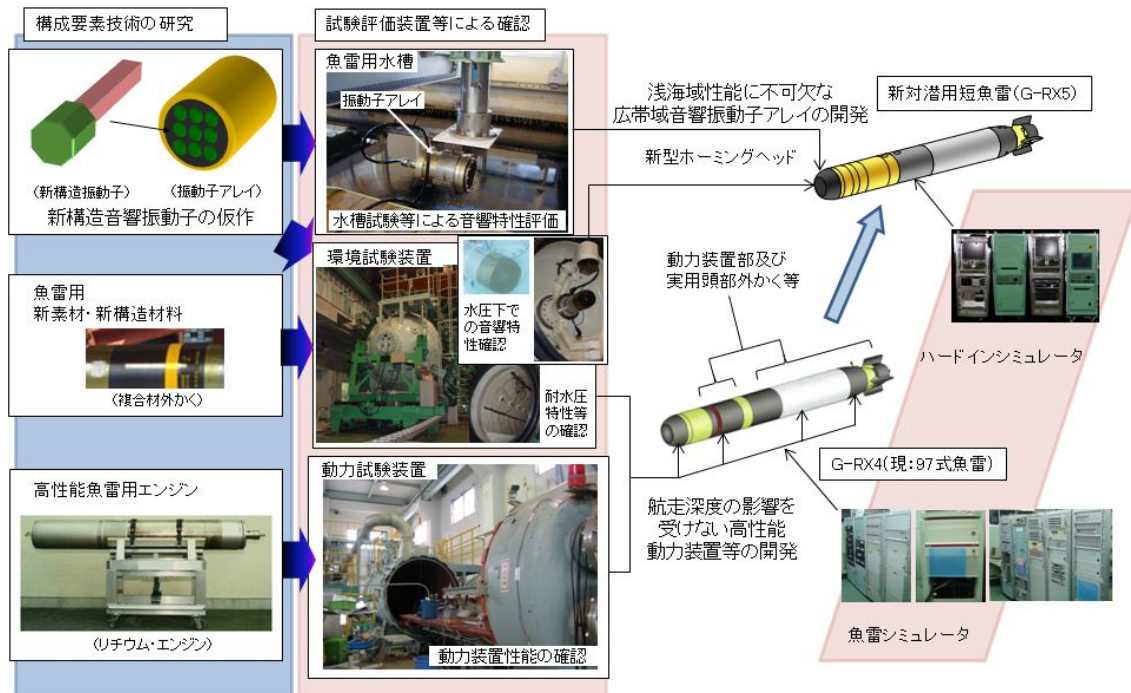 構成要素技術の研究
(新構造振動子)
(振動子アレイ)
新構造音響振動子の仮作
魚雷用
新素材・新構造材料
(複合材外かく)
高性能魚雷用エンジン
(リチウム・エンジン)
試験評価装置等による確認
魚雷用水槽
振動子アレイ
水槽試験等による音響特性評価
環境試験装置
水圧下で
の音響特
性確認
耐水圧
特性等
の確認
動力試験装置
動力装置性能の確認
浅海域性能に不可欠な
広帯域音響振動子アレイの開発
新型ホーミングヘッド
新対潜用短魚雷(G-RX5)
動力装置部及び
実用頭部外かく等
ハードインシミュレータ
G-RX4(現:97式魚雷)
航走深度の影響を
受けない高性能
動力装置等の開発
魚雷シミュレータ